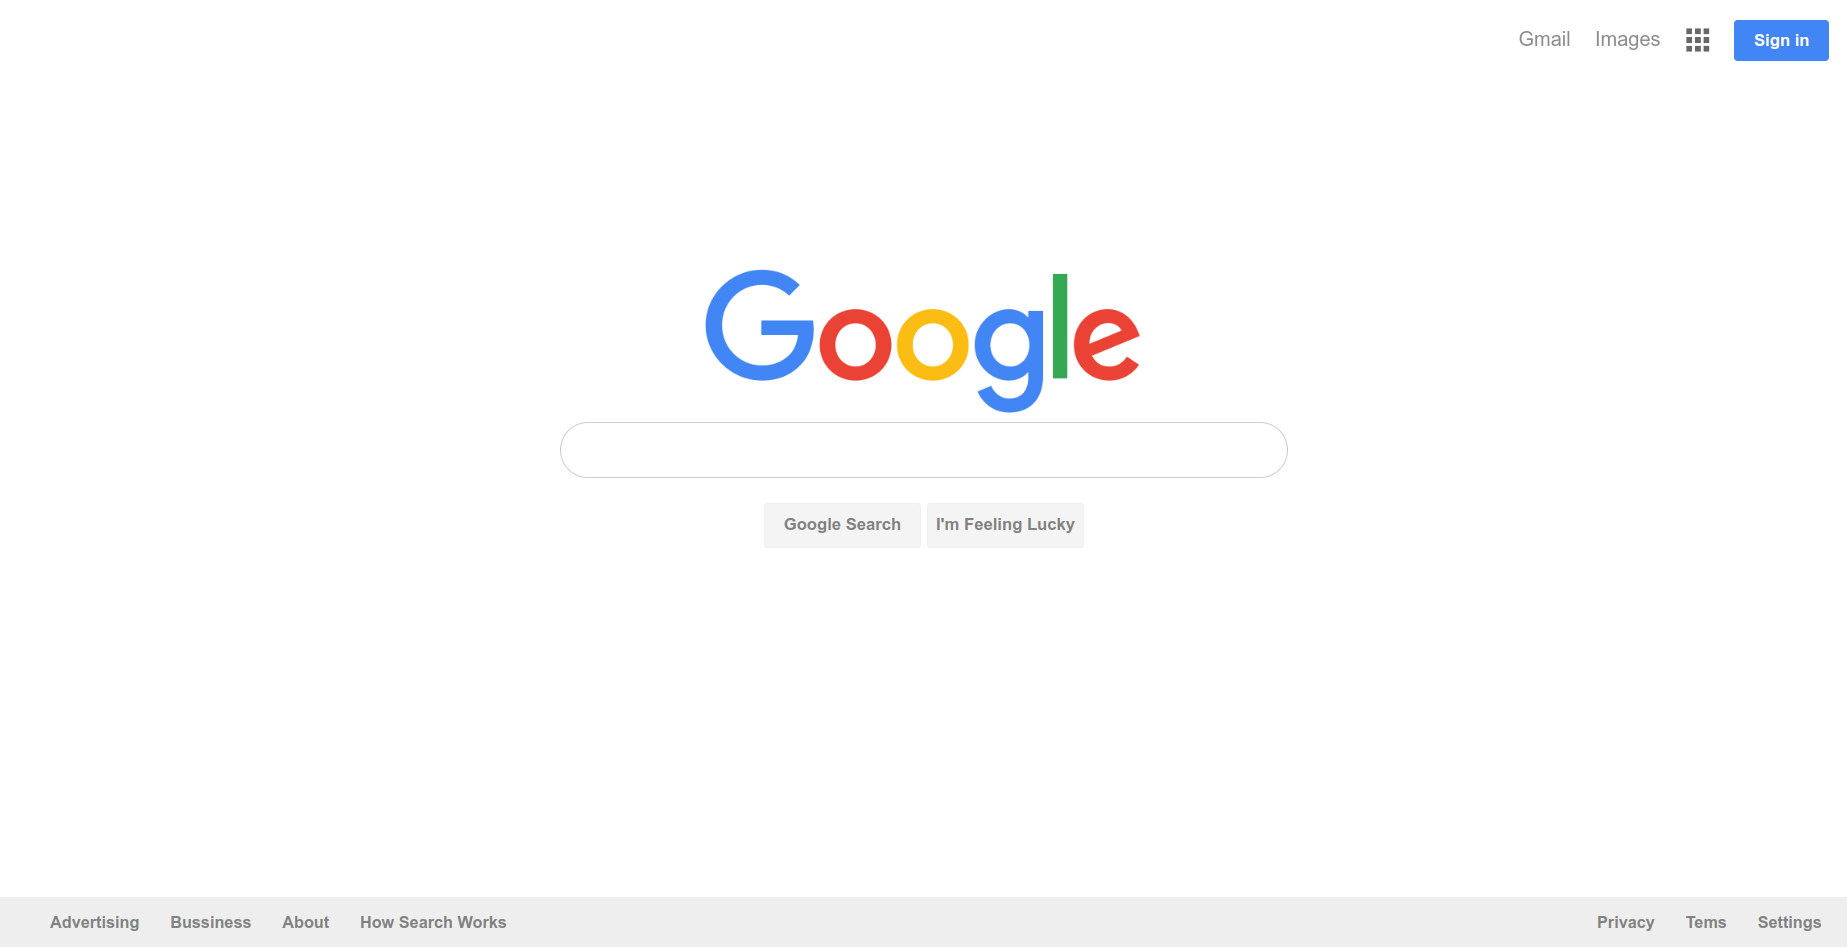 Gmail Images Sign in
Google
Google Search I'm Feeling Lucky
Advertising Bussiness About How Search Works Privacy Tems Settings